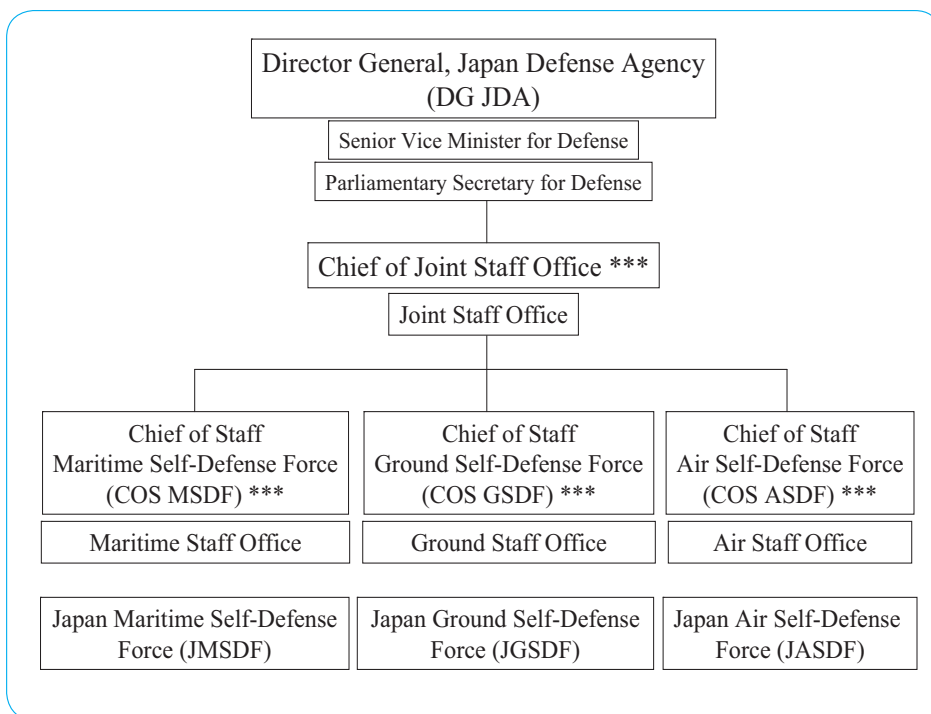 Director General, Japan Defense Agency
(DG JDA)
Senior Vice Minister for Defense
Parliamentary Secretary for Defense
Chief of Joint Staff Office ***
Joint Staff Office
Chief of Staff
Maritime Self-Defense Force
(COS MSDF) ***
Chief of Staff
Ground Self-Defense Force
(COS GSDF) ***
Chief of Staff
Air Self-Defense Force
(COS ASDF) ***
Maritime Staff Office
Ground Staff Office
Air Staff Office
Japan Maritime Self-Defense
Force (JMSDF)
Japan Ground Self-Defense
Force (JGSDF)
Japan Air Self-Defense
Force (JASDF)